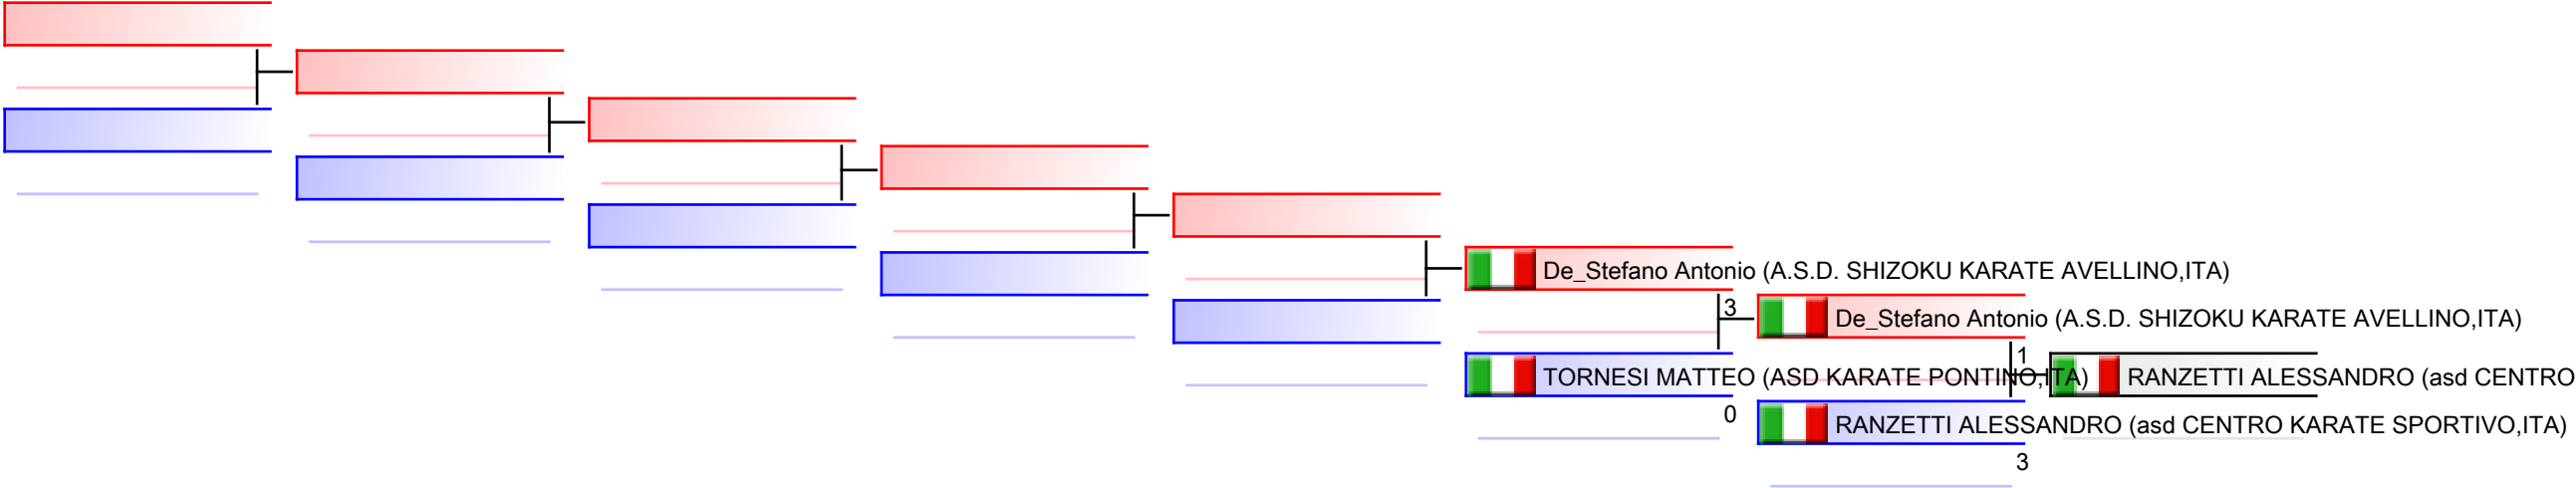 De_Stefano Antonio (A.S.D. SHIZOKU KARATE AVELLINO,ITA)
3
De_Stefano Antonio (A.S.D. SHIZOKU KARATE AVELLINO,ITA)
1
TORNESI MATTEO (ASD KARATE PONTINO,ITA)
RANZETTI ALESSANDRO (asd CENTRO
0
RANZETTI ALESSANDRO (asd CENTRO KARATE SPORTIVO,ITA)
3